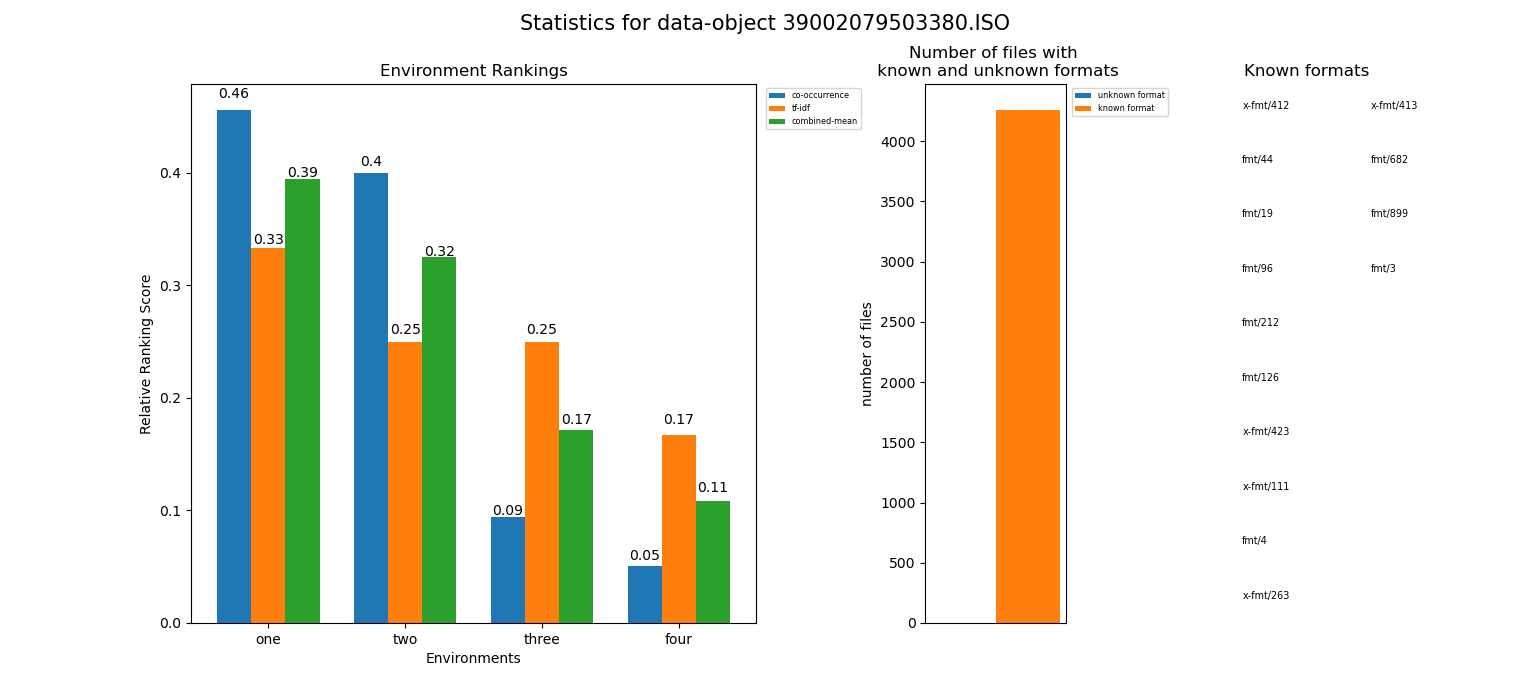 Statistics for data-object 39002079503380.ISO
Environment Rankings
0.46
0.4
0.39
0.33
0.32
0.25
0.25
0.17
0.17
0.11
0.09
0.05
0.4
0.3
0.2
0.1
0.0
Relative Ranking Score
one two three four
Environments
co-occurrence
tf-idf
combined-mean
Number of files with
known and unknown formats
4000
3500
3000
2500
2000
1500
1000
500
0
number of files
unknown format
known format
Known formats
x-fmt/412 x-fmt/413
fmt/44 fmt/682
fmt/19 fmt/899
fmt/96 fmt/3
fmt/212
fmt/126
x-fmt/423
x-fmt/111
fmt/4
x-fmt/263